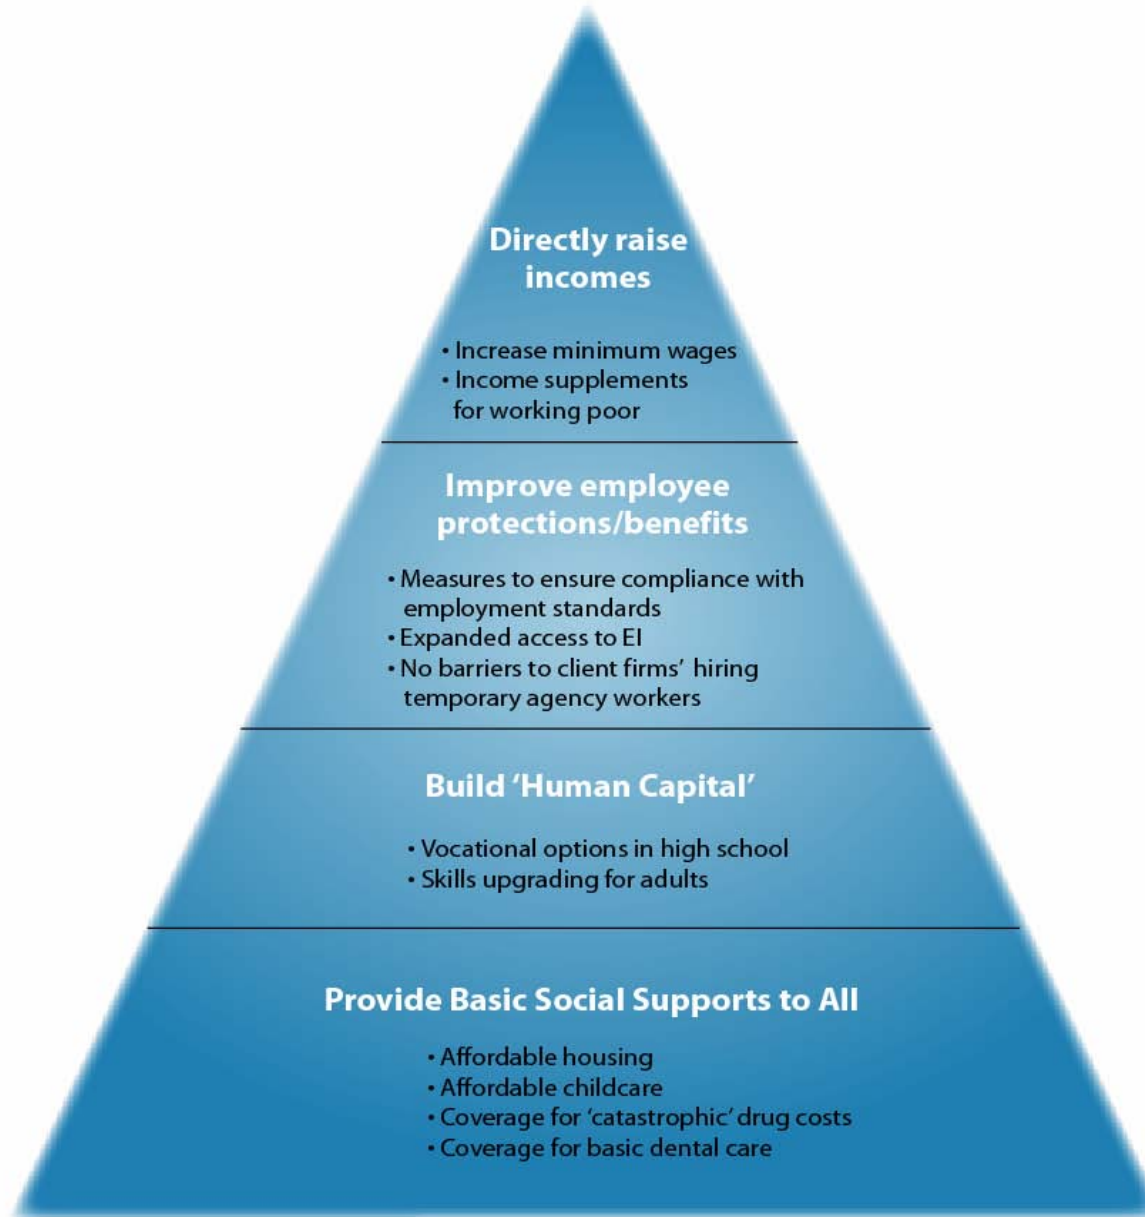 Directly raise
incomes
• Increase minimum wages
• Income supplements
for working poor
Improve employee
protections/benefits
• Measures to ensure compliance with
employment standards
• Expanded access to EI
• No barriers to client firms’ hiring
temporary agency workers
Build ‘Human Capital’
• Vocational options in high school
• Skills upgrading for adults
Provide Basic Social Supports to All
• Affordable housing
• Affordable childcare
• Coverage for ‘catastrophic’ drug costs
• Coverage for basic dental care